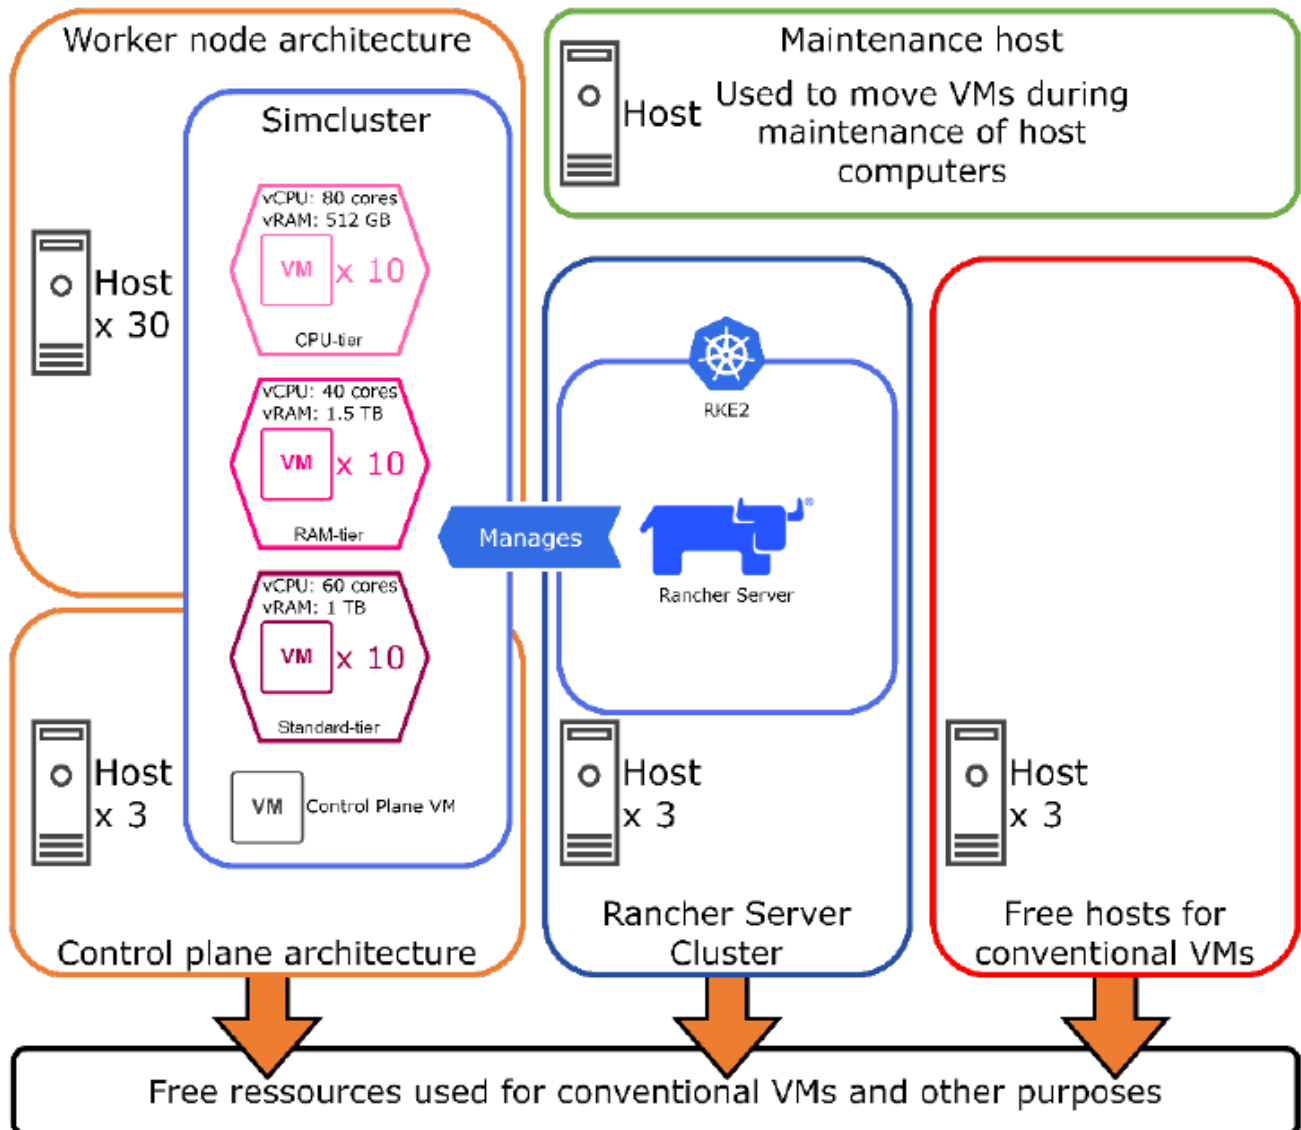 Worker node architecture
Simcluster
vCPU: 80 cores
vRAM: 512 GB
VM x 10
CPU-tier
Host
x 30
vCPU: 40 cores
vRAM: 1.5 TB
VM x 10
RAM-tier
vCPU: 60 cores
vRAM: 1 TB
VM x 10
Standard-tier
Host
x 3
VM Control Plane VM
Control plane architecture
Maintenance host
Host
Used to move VMs during
maintenance of host
computers
RKE2
Manages
®
Rancher Server
Host
x 3
Rancher Server
Cluster
Host
x 3
Free hosts for
conventional VMs
Free ressources used for conventional VMs and other purposes